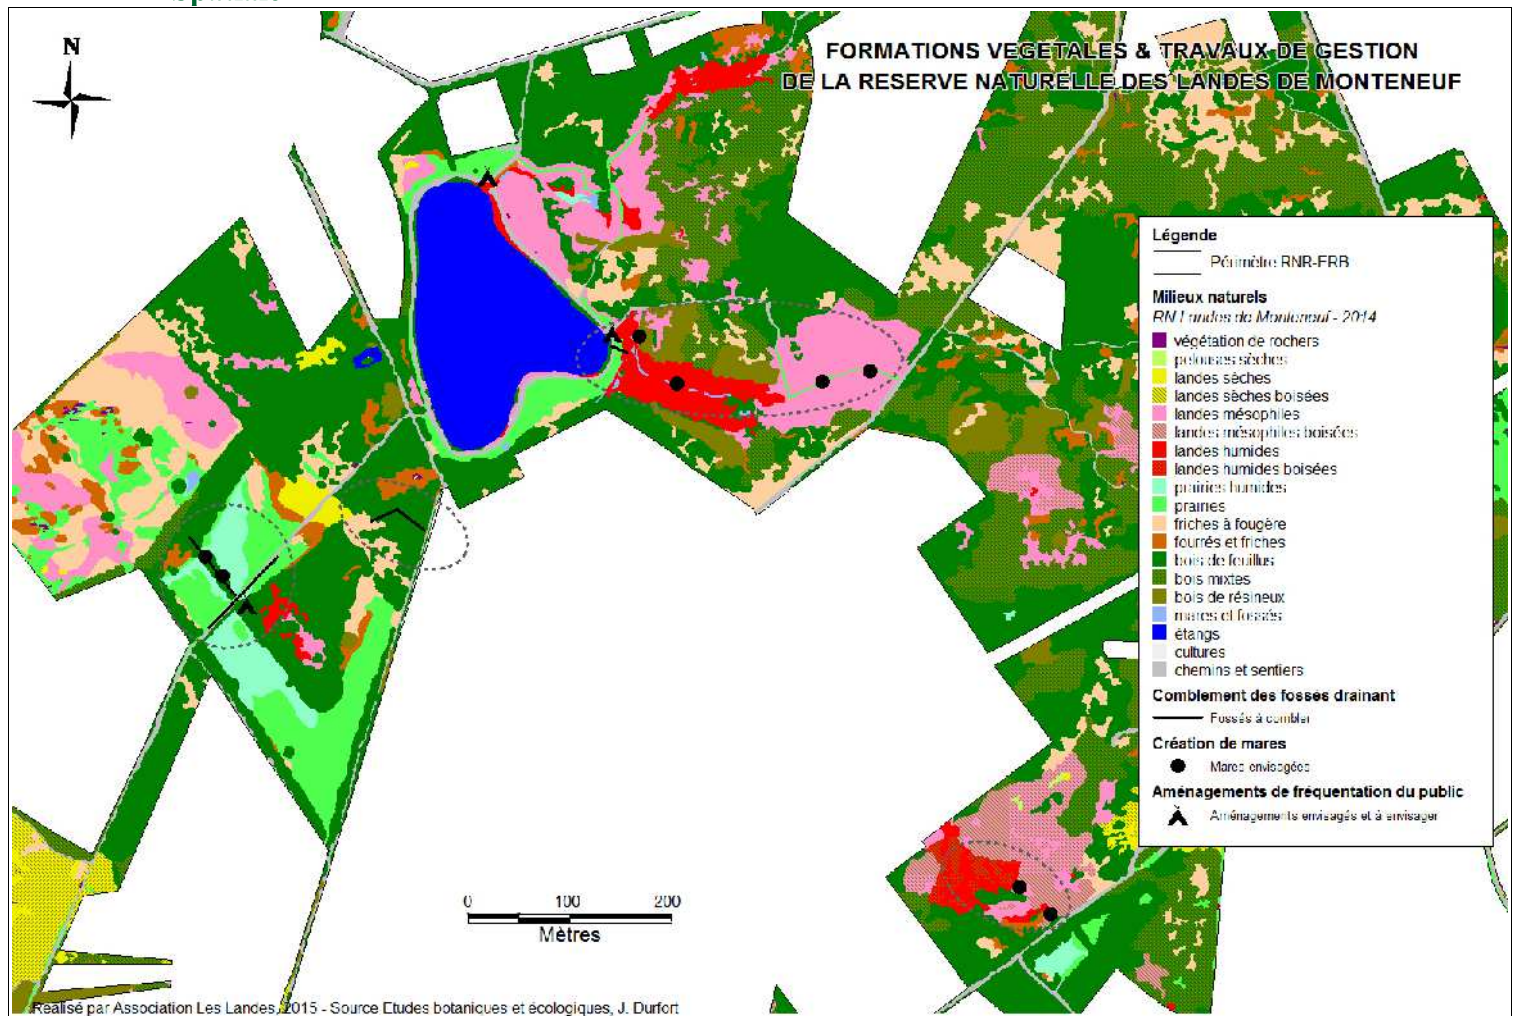 N
FORMATIONS VEGETALES & TRAVAUX DE GESTION
DE LA RESERVE NATURELLE DES LANDES DE MONTENEUF
Légende
Périmètre RNR-ERB
Milieux naturels
RN Landes de Monteneuf - 2014
végétation de rochers
pelouses sèches
landes sèches
landes sèches boisées
landes mésophiles
landes mésophiles boisées
landes humides
landes humides boisées
prairies humides
prairies
friches à fougère
fourrés et friches
bois de feuillus
bois mixtes
bois de résineux
mares et fossés
étangs
cultures
chemins et sentiers
Comblement des fossés drainant
Fossés à combler
Création de mares
Mares envisagées
Aménagements de fréquentation du public
Aménagements envisagés et à envisager
0 100 200
Mètres
Réalisé par Association Les Landes, 2015 - Source Etudes botaniques et écologiques, J. Durfort